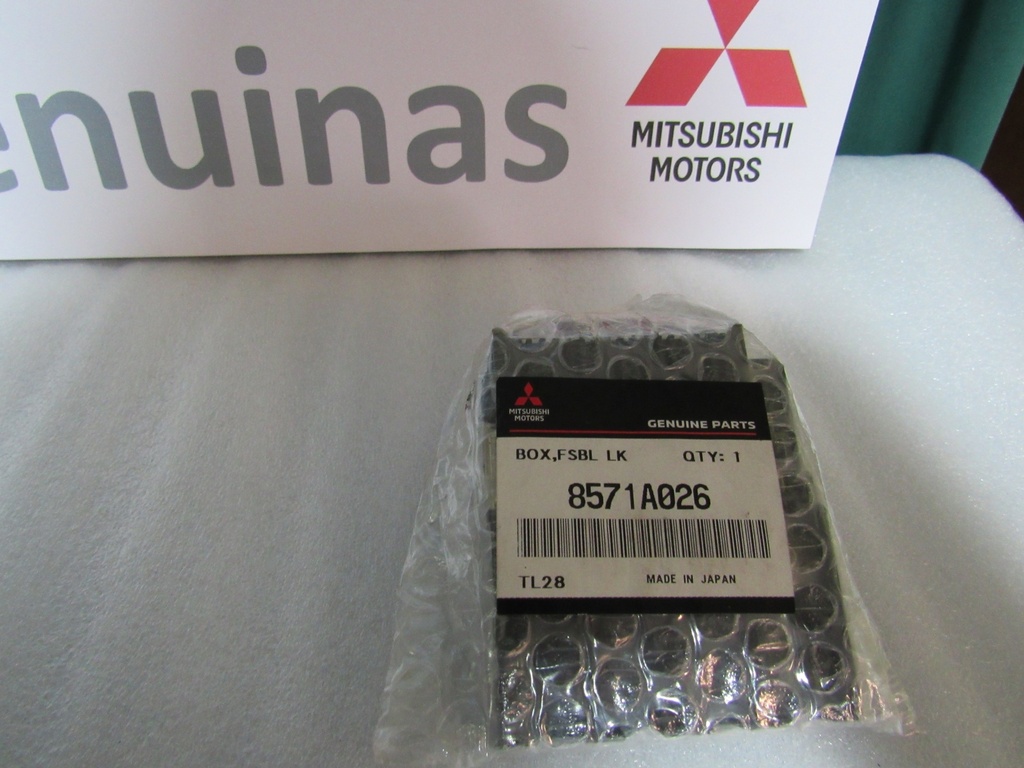 enuinas
MITSUBISHI
MOTORS
MITSUBISHI
MOTORS
GENUINE PARTS
BOX,FSBL LK QTY: 1
8571A026
TL28 MADE IN JAPAN